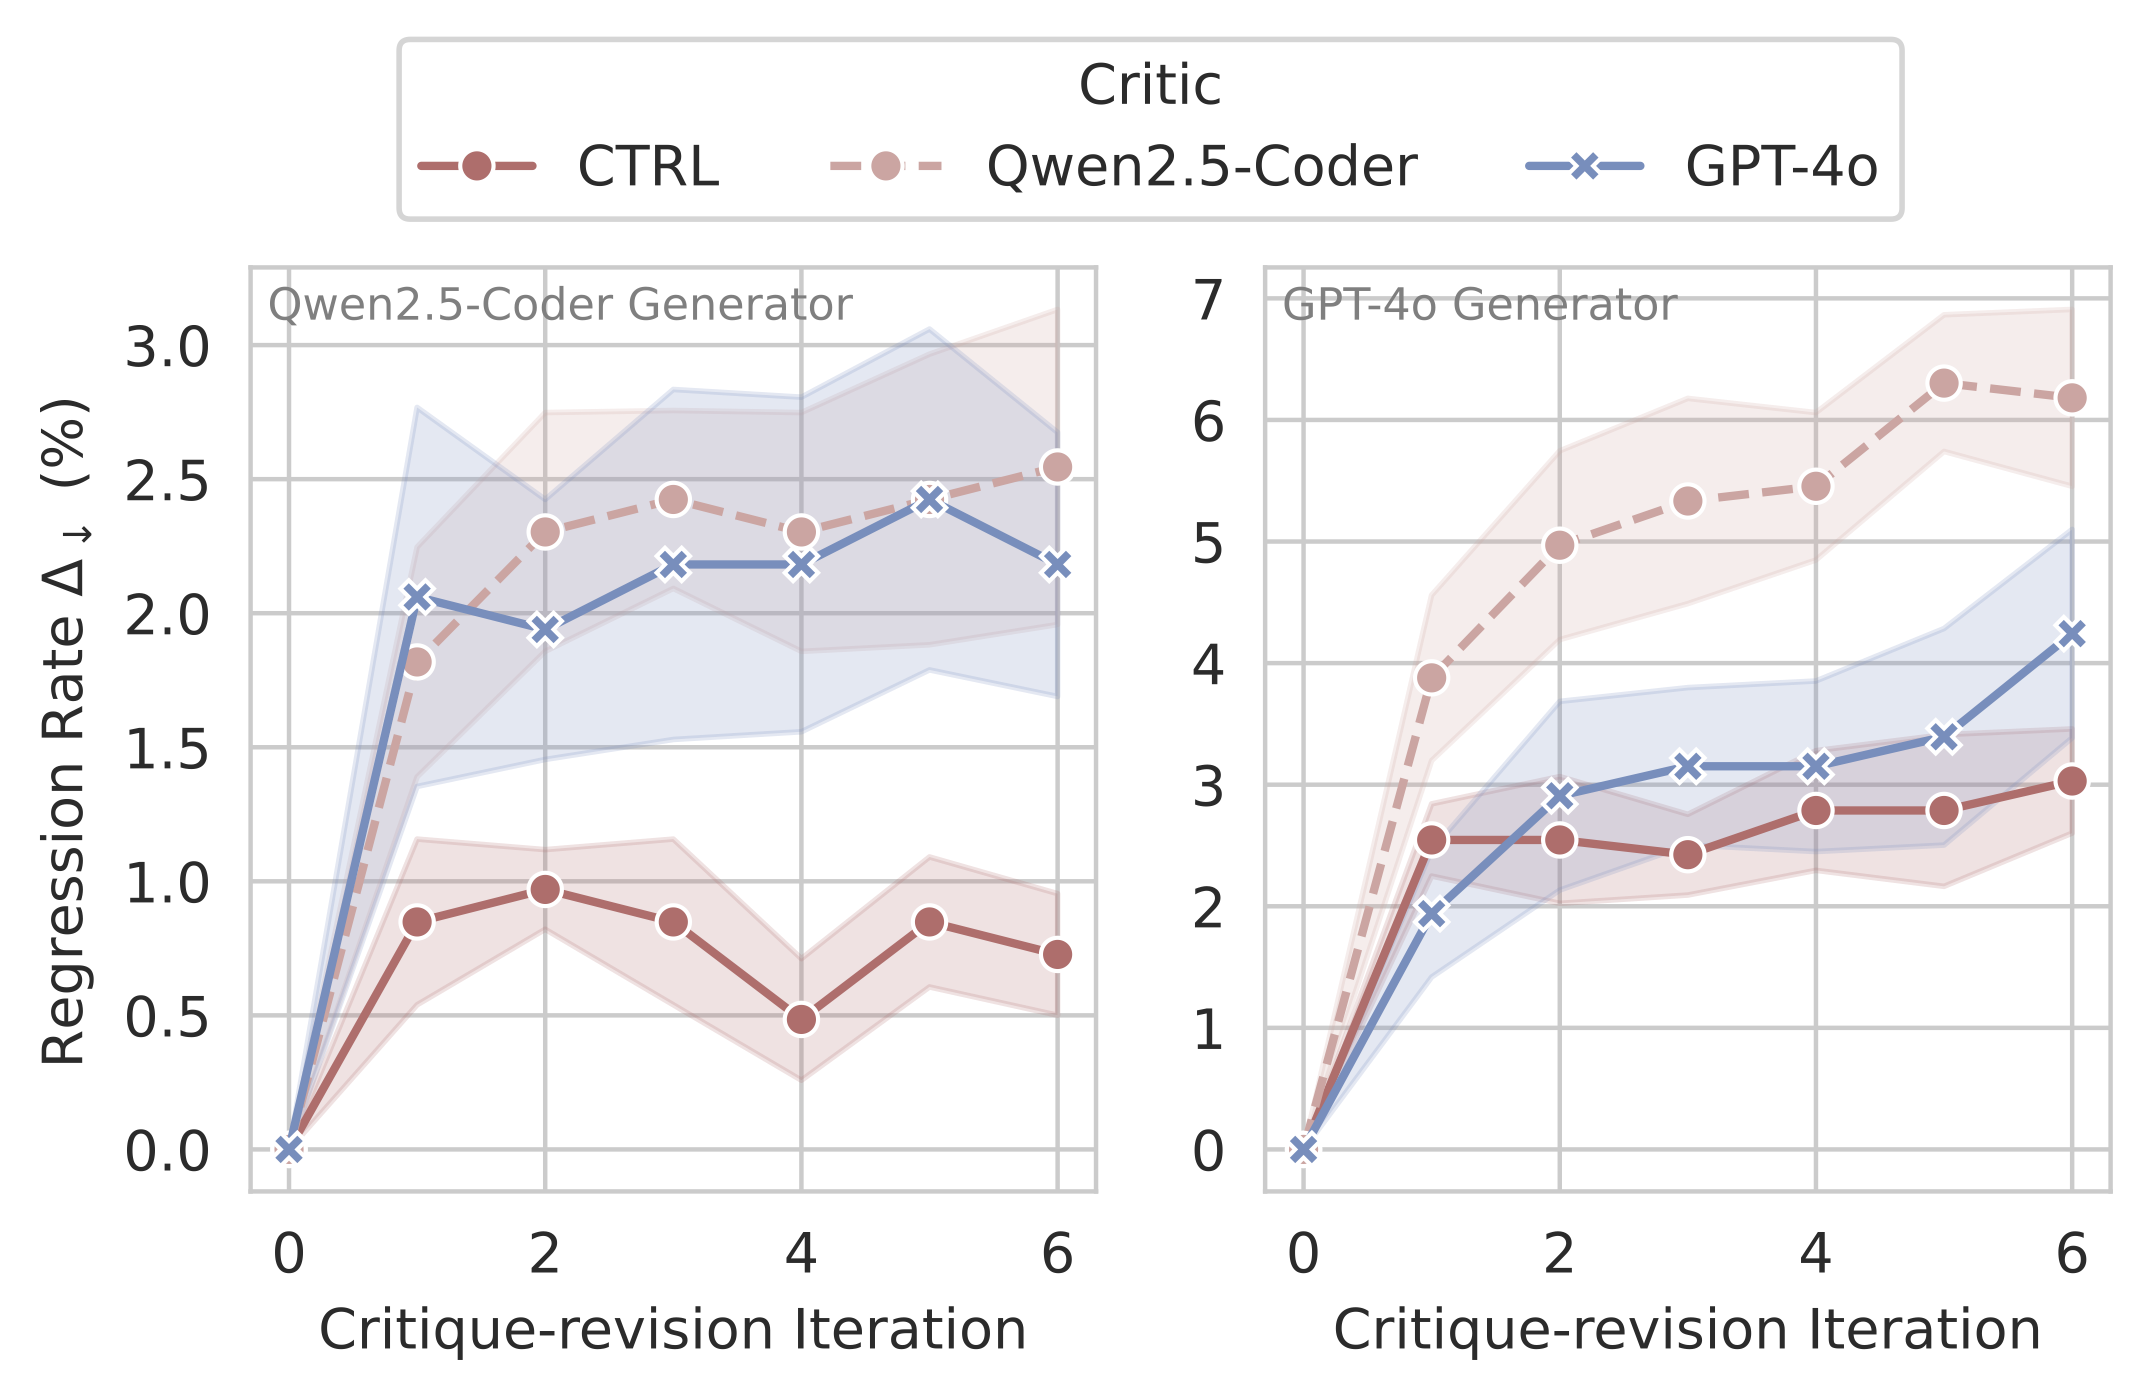 Critic
CTRL
Qwen2.5-Coder
GPT-4o
Regression Rate Δ↓ (%)
Qwen2.5-Coder Generator
3.0
2.5
2.0
1.5
1.0
0.5
0.0
0 2 4 6
Critique-revision Iteration
GPT-4o Generator
7
6
5
4
3
2
1
0
0 2 4 6
Critique-revision Iteration